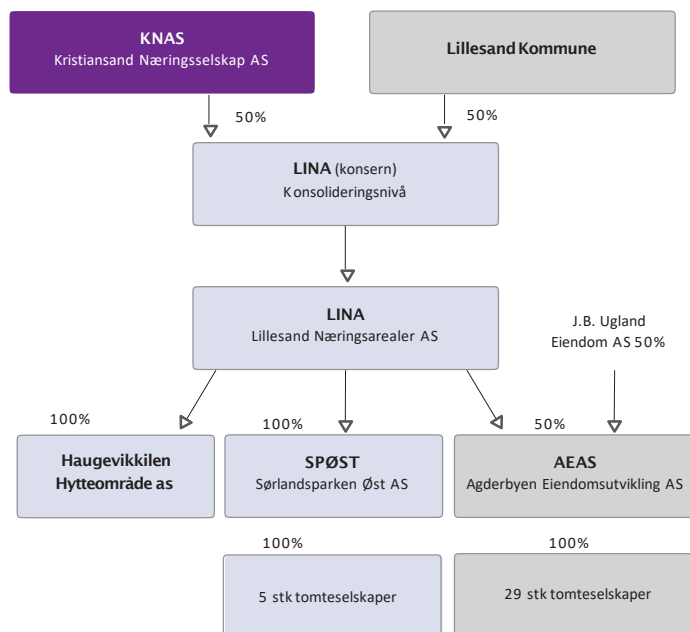 KNAS
Kristiansand Næringsselskap AS
Lillesand Kommune
50%
50%
LINA (konsern)
Konsolideringsnivå
LINA
Lillesand Næringsarealer AS
J.B. Ugland
Eiendom AS 50%
100%
100%
50%
Haugevikkilen
Hytteområde as
SPØST
Sørlandsparken Øst AS
AEAS
Agderbyen Eiendomsutvikling AS
100%
100%
5 stk tomteselskaper
29 stk tomteselskaper